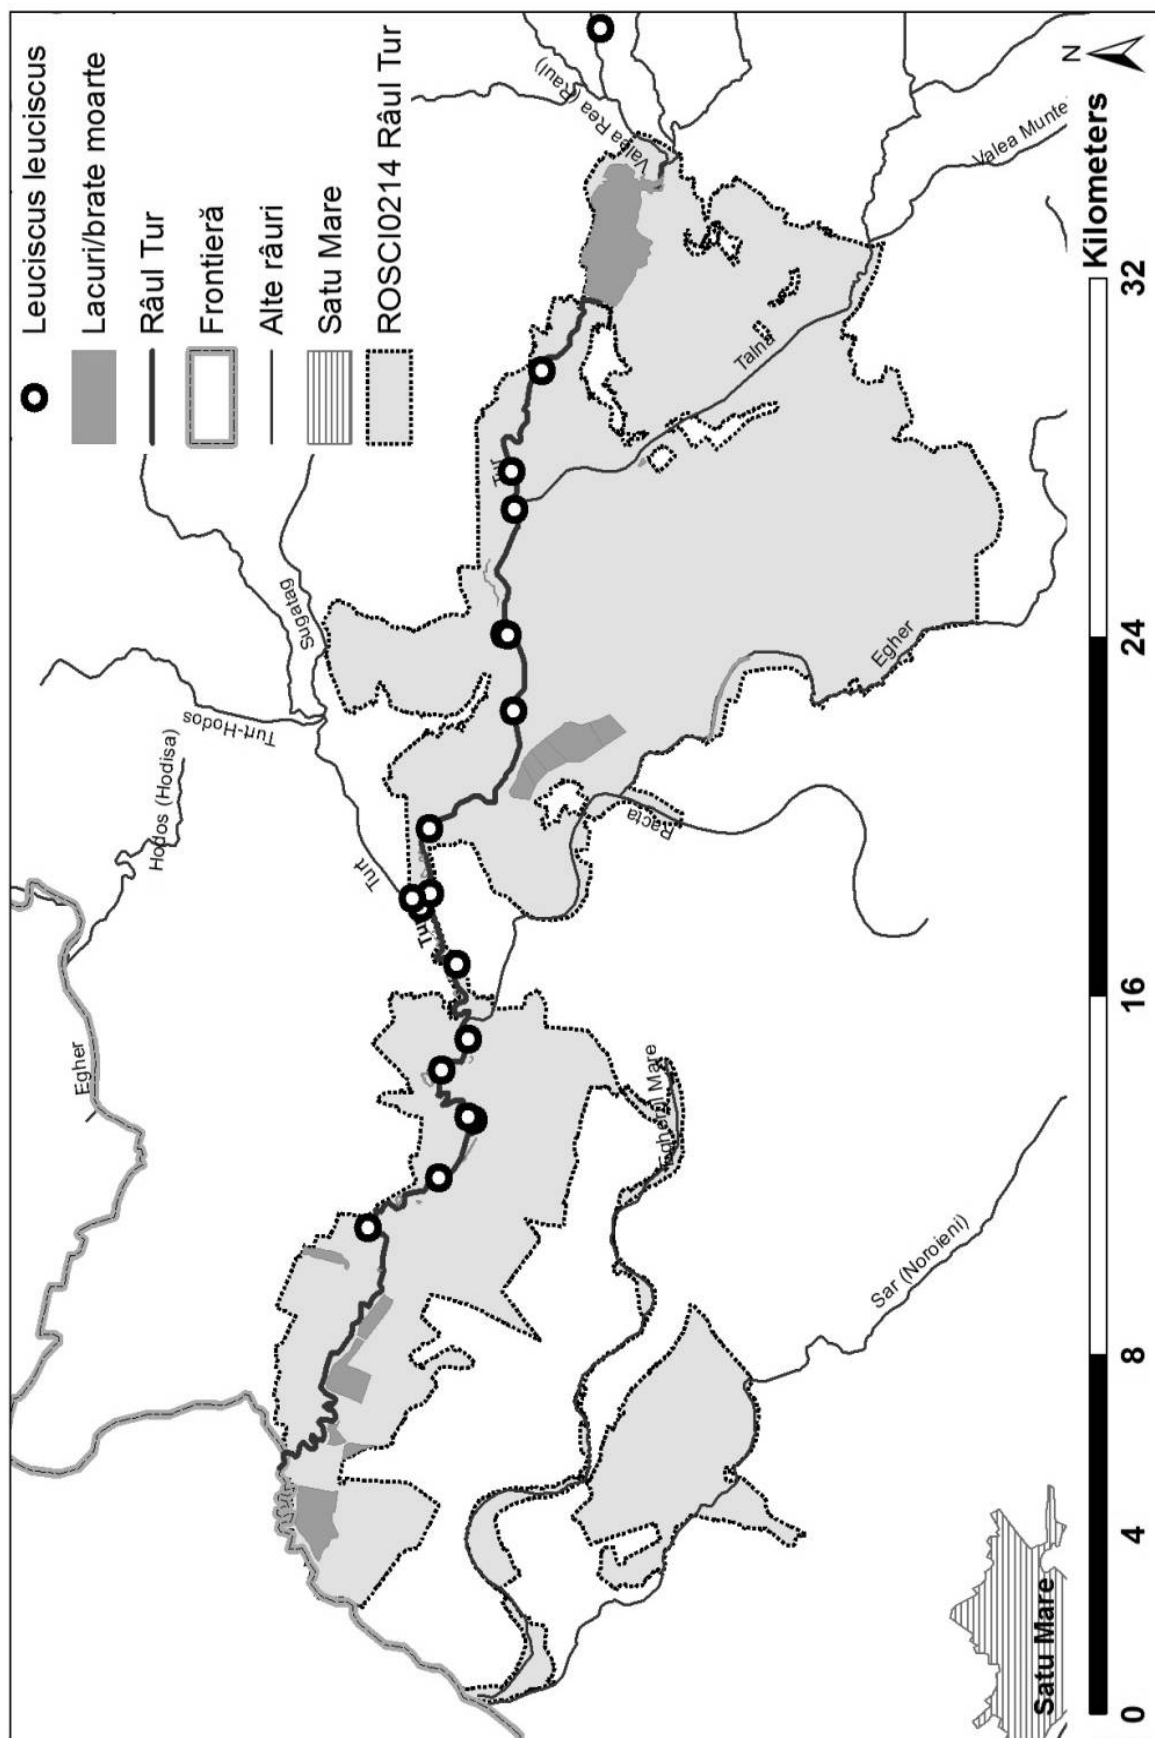 Leuciscus leuciscus
Lacuri/brate moarte
Râul Tur
Frontieră
Alte râuri
Satu Mare
ROSCI0214 Râul Tur
Egher
Hodos (Hodisa)
Turt-Hodos
Sugatag
Turt
Tur
Tur
Valea Rea (Raul)
Talna
Valea Munte
Racta
Egher
Egherul Mare
Sar (Noroieni)
Satu Mare
N
0 4 8 16 24 32
Kilometers